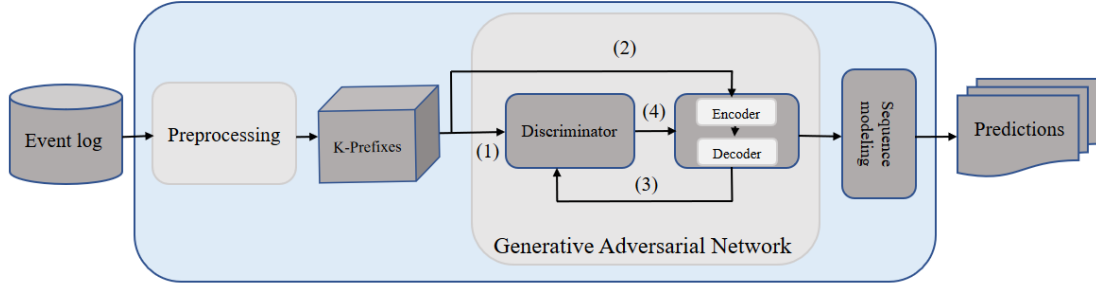 Event log
Preprocessing
K-Prefixes
(1)
(2)
Discriminator
(4)
Encoder
Decoder
(3)
Generative Adversarial Network
Sequence
modeling
Predictions